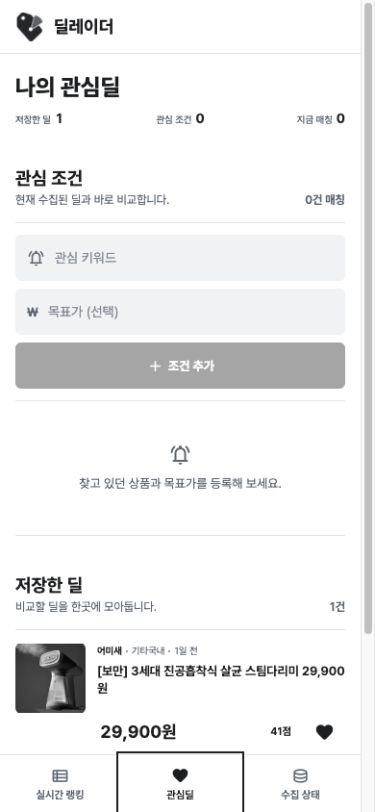 딜레이더
나의 관심딜
저장한 딜 1 관심 조건 0 지금 매칭 0
관심 조건
현재 수집된 딜과 바로 비교합니다. 0건 매칭
관심 키워드
₩ 목표가 (선택)
+ 조건 추가
찾고 있던 상품과 목표가를 등록해 보세요.
저장한 딜
비교할 딜을 한곳에 모아둡니다. 1건
어미새 · 기타국내 · 1일 전
[보만] 3세대 진공흡착식 살균 스팀다리미 29,900
원
29,900원 41점
실시간 랭킹 관심딜 수집 상태